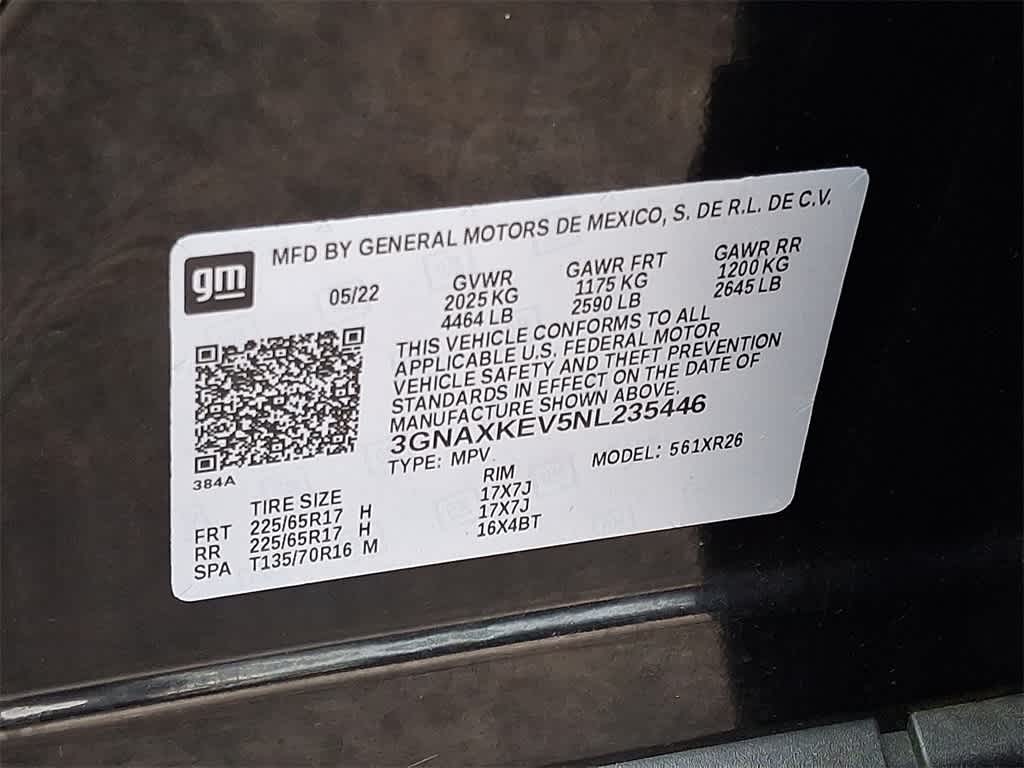 MFD BY GENERAL MOTORS DE MEXICO, S. DE R.L. DE C.V.
gm
05/22
GVWR
2025 KG
4464 LB
GAWR FRT
1175 KG
2590 LB
GAWR RR
1200 KG
2645 LB
THIS VEHICLE CONFORMS TO ALL
APPLICABLE U.S. FEDERAL MOTOR
VEHICLE SAFETY AND THEFT PREVENTION
STANDARDS IN EFFECT ON THE DATE OF
MANUFACTURE SHOWN ABOVE.
3GNAXKEV5NL235446
TYPE: MPV MODEL: 561XR26
384A
TIRE SIZE RIM
FRT 225/65R17 H 17X7J
RR 225/65R17 H 17X7J
SPA T135/70R16 M 16X4BT